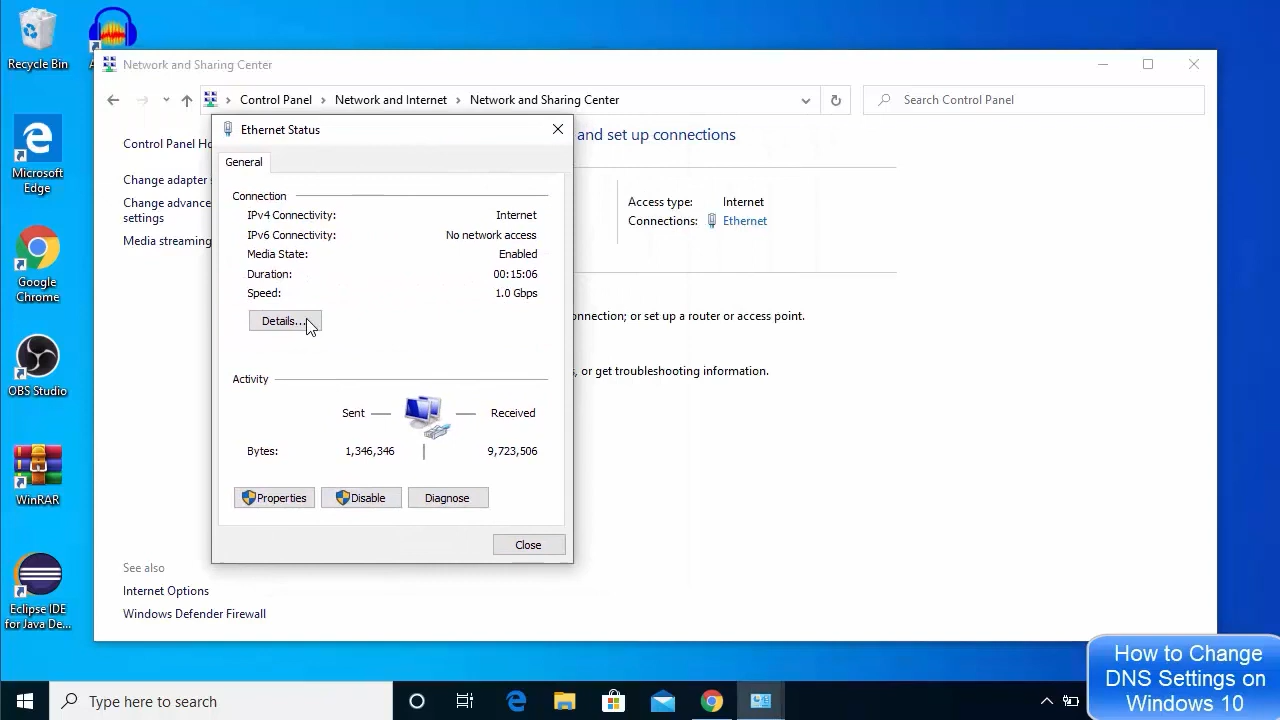 Recycle Bin
A
Microsoft
Edge
Google
Chrome
OBS Studio
WinRAR
Eclipse IDE
for Java De...
Network and Sharing Center
Control Panel > Network and Internet > Network and Sharing Center
Search Control Panel
Control Panel Ho
Change adapter s
Change advance
settings
Media streaming
and set up connections
Access type: Internet
Connections: Ethernet
onnection; or set up a router or access point.
, or get troubleshooting information.
See also
Internet Options
Windows Defender Firewall
Ethernet Status
General
Connection
IPv4 Connectivity: Internet
IPv6 Connectivity: No network access
Media State: Enabled
Duration: 00:15:06
Speed: 1.0 Gbps
Details...
Activity
Sent Received
Bytes: 1,346,346 9,723,506
Properties Disable Diagnose
Close
Type here to search
How to Change
DNS Settings on
Windows 10